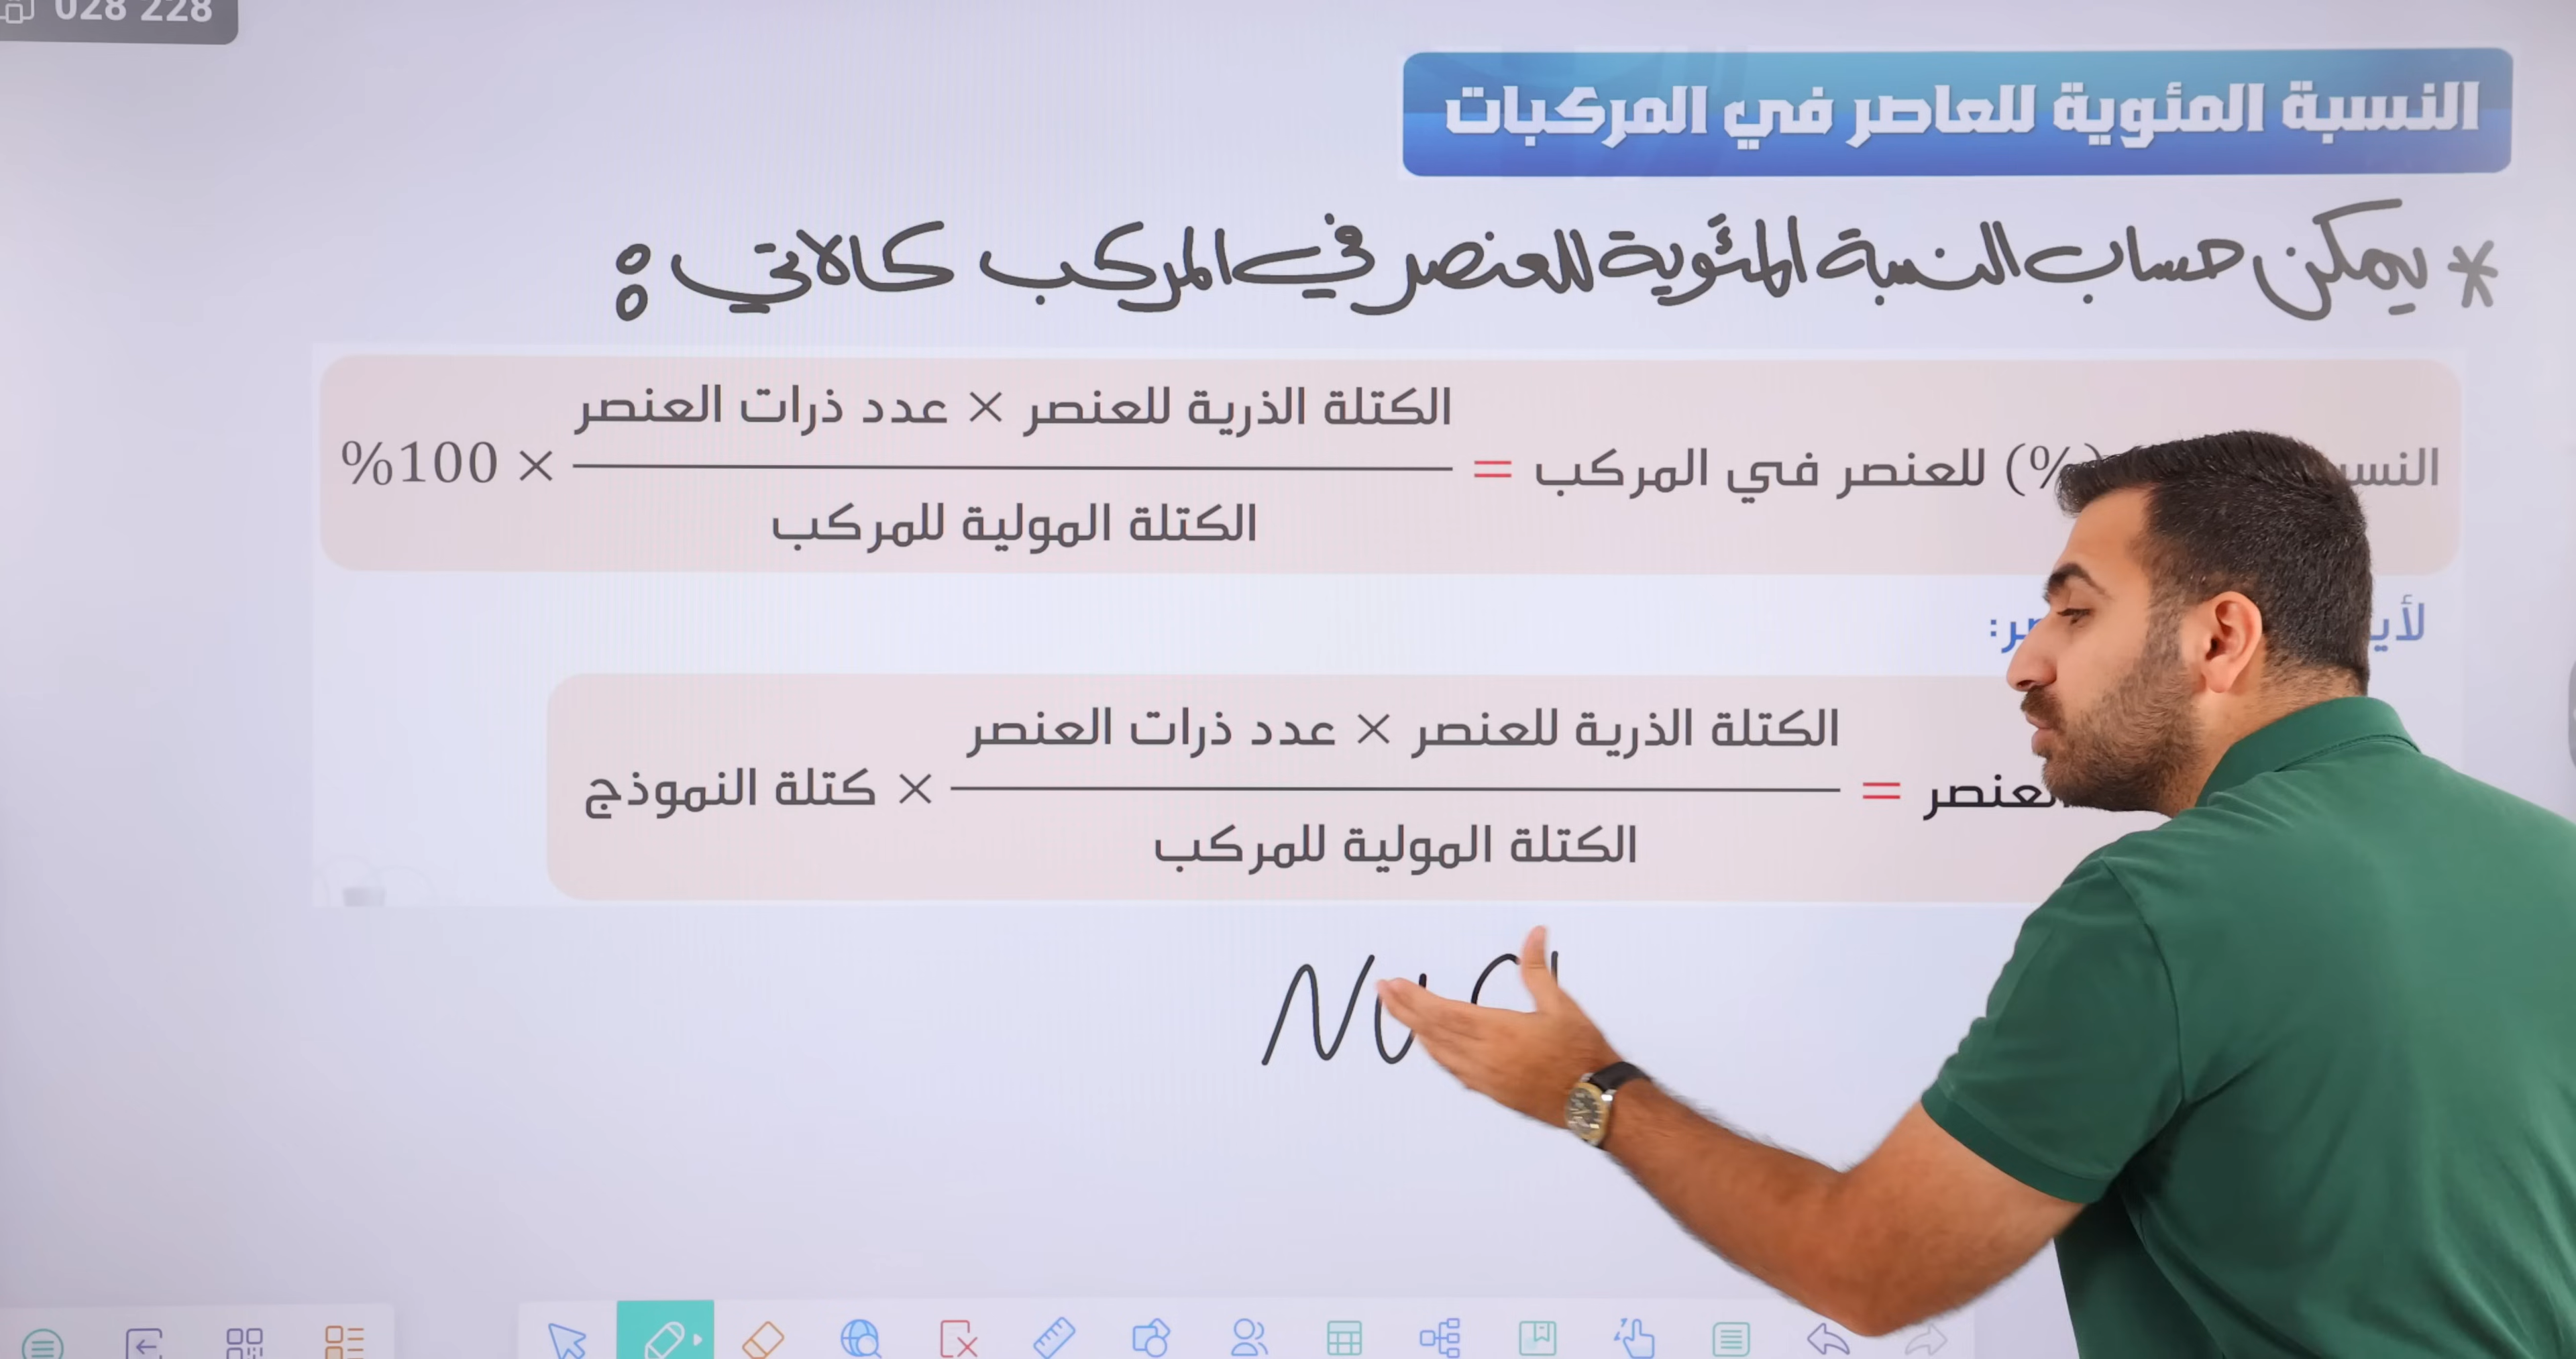 028 228
النسبة المئوية للعاصر في المركبات
* يمكن حساب النسبة المئوية للعنصر في المركب كالاتي :
(%) للعنصر في المركب = الكتلة الذرية للعنصر × عدد ذرات العنصر
× 100%
الكتلة المولية للمركب
العنصر = الكتلة الذرية للعنصر × عدد ذرات العنصر
× كتلة النموذج
الكتلة المولية للمركب